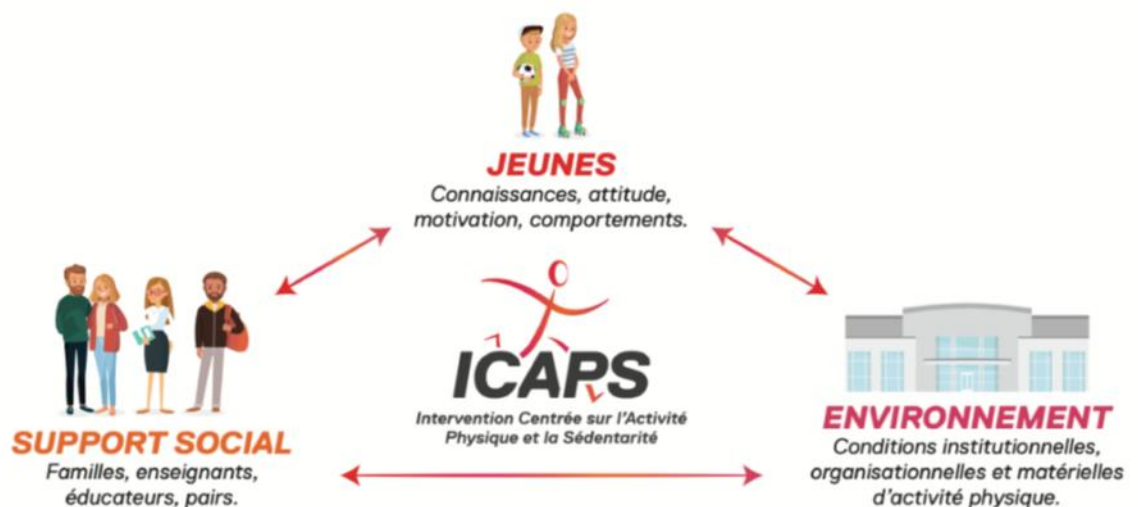 JEUNES
Connaissances, attitude,
motivation, comportements.
ICAPS
Intervention Centrée sur l'Activité
Physique et la Sédentarité
SUPPORT SOCIAL
Familles, enseignants,
éducateurs, pairs.
ENVIRONNEMENT
Conditions institutionnelles,
organisationnelles et matérielles
d'activité physique.